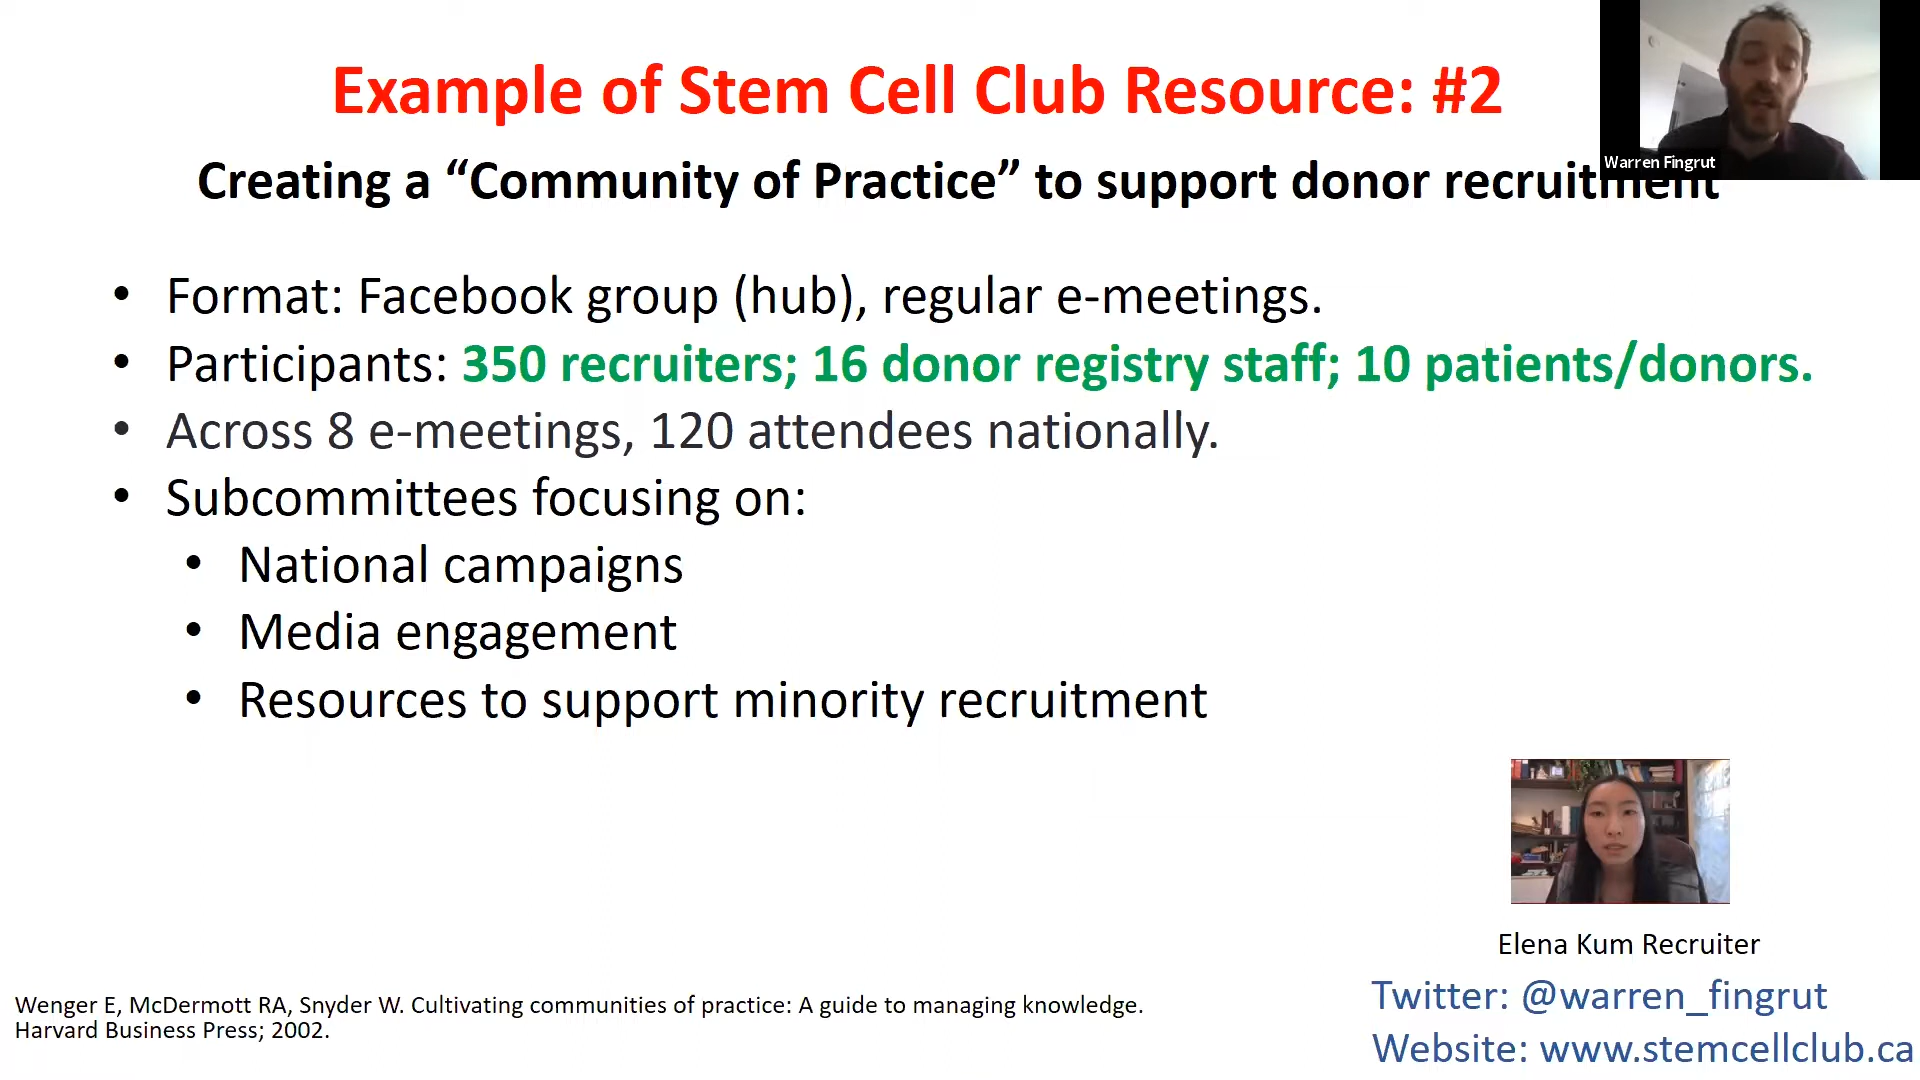 Example of Stem Cell Club Resource: #2
Warren Fingrut
Creating a “Community of Practice” to support donor recruitment
• Format: Facebook group (hub), regular e-meetings.
• Participants: 350 recruiters; 16 donor registry staff; 10 patients/donors.
• Across 8 e-meetings, 120 attendees nationally.
• Subcommittees focusing on:
• National campaigns
• Media engagement
• Resources to support minority recruitment
Elena Kum Recruiter
Wenger E, McDermott RA, Snyder W. Cultivating communities of practice: A guide to managing knowledge.
Harvard Business Press; 2002.
Twitter: @warren_fingrut
Website: www.stemcellclub.ca